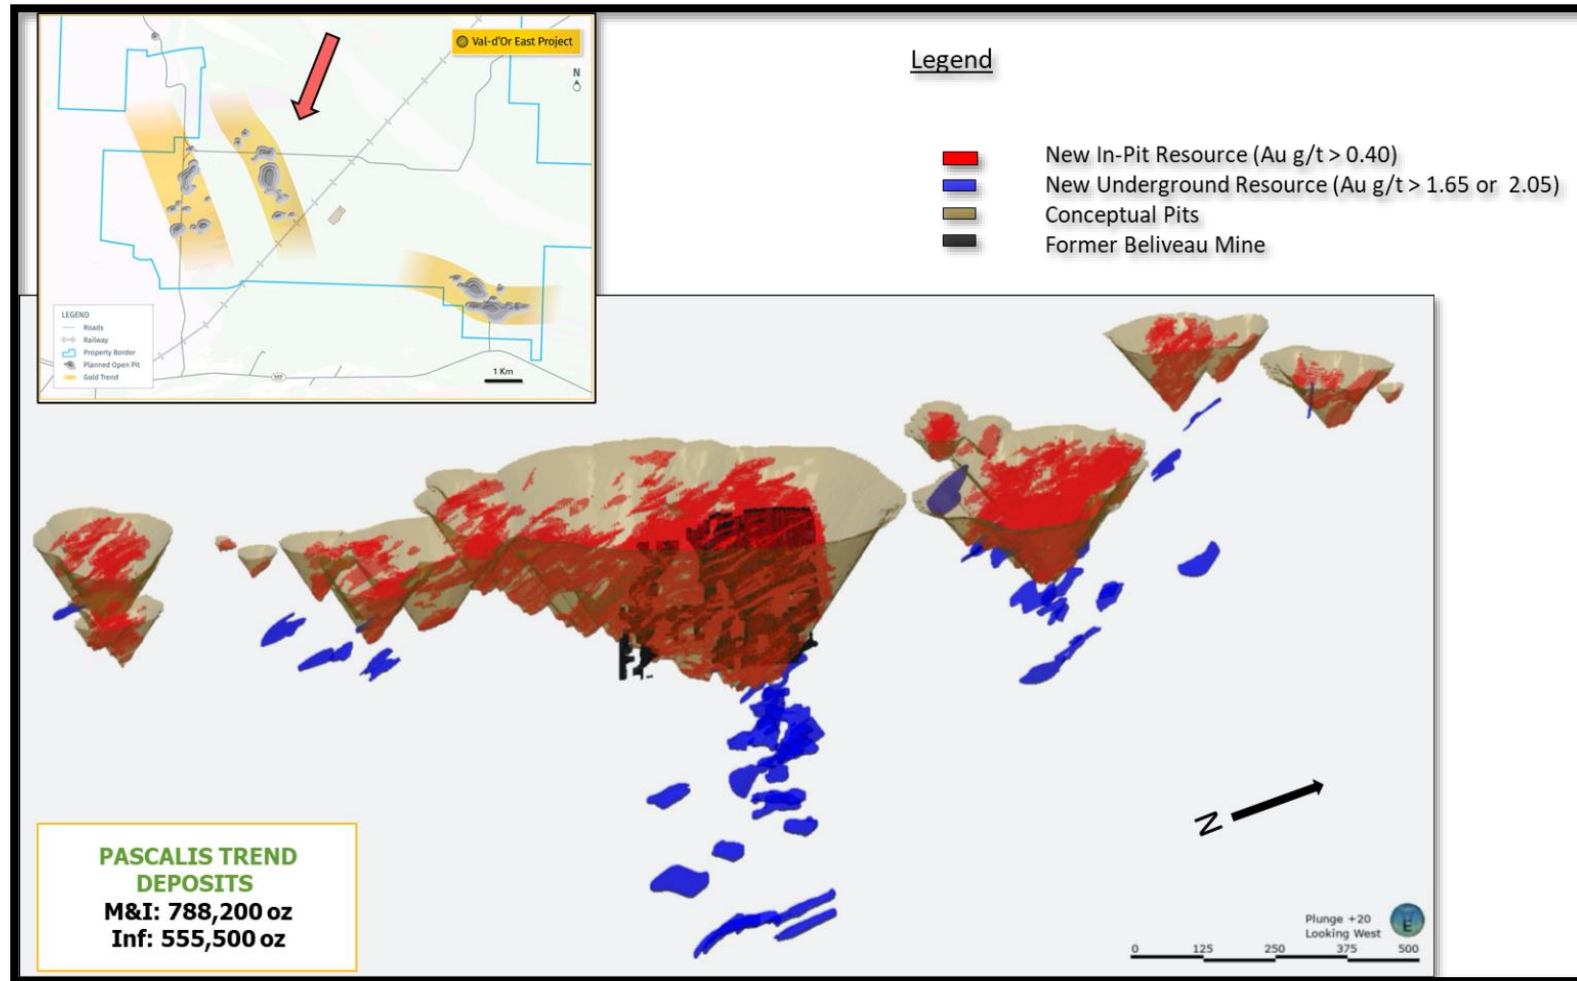 Val-d'Or East Project
N
LEGEND
Roads
Railway
Property Border
Planned Open Pit
Gold Trend
1 Km
Legend
New In-Pit Resource (Au g/t > 0.40)
New Underground Resource (Au g/t > 1.65 or 2.05)
Conceptual Pits
Former Beliveau Mine
N
PASCALIS TREND
DEPOSITS
M&I: 788,200 oz
Inf: 555,500 oz
Plunge +20
Looking West
E
0 125 250 375 500